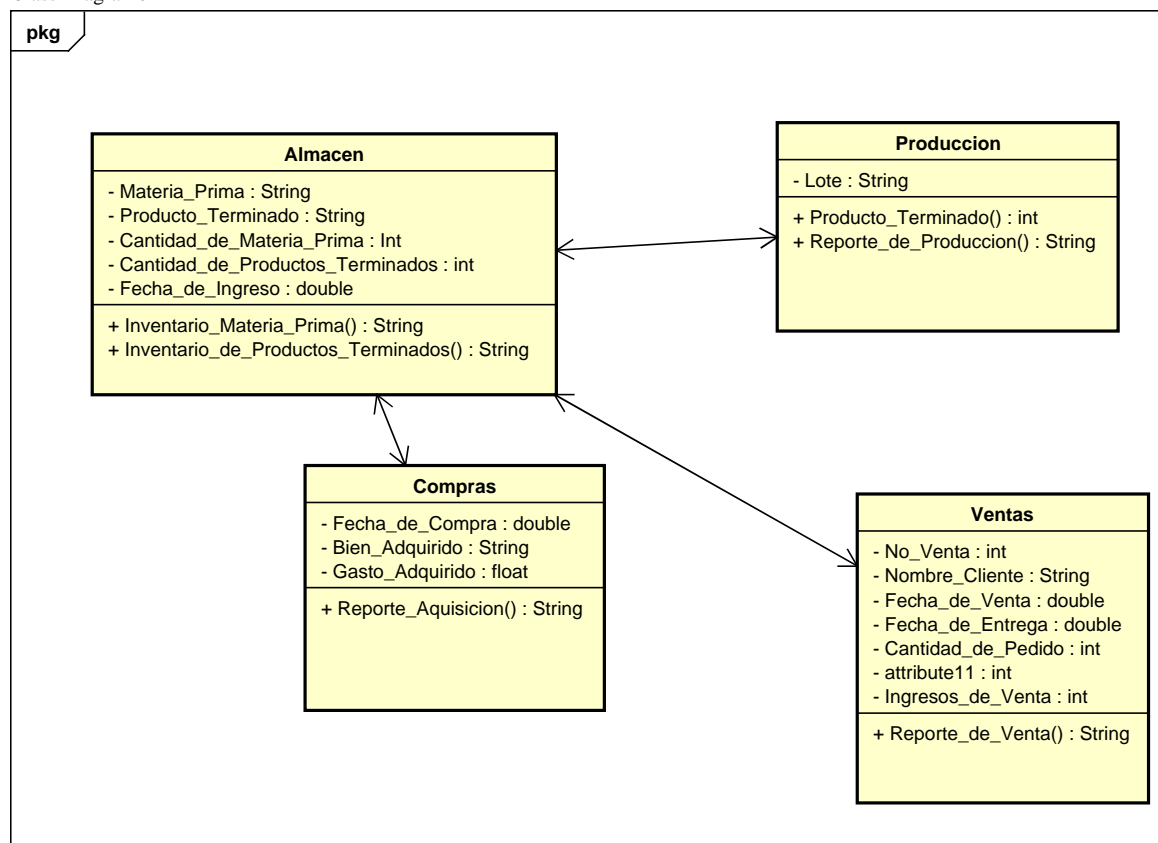 pkg
Almacen
- Materia_Prima : String
- Producto_Terminado : String
- Cantidad_de_Materia_Prima : Int
- Cantidad_de_Productos_Terminados : int
- Fecha_de_Ingreso : double
+ Inventario_Materia_Prima() : String
+ Inventario_de_Productos_Terminados() : String
Produccion
- Lote : String
+ Producto_Terminado() : int
+ Reporte_de_Produccion() : String
Compras
- Fecha_de_Compra : double
- Bien_Adquirido : String
- Gasto_Adquirido : float
+ Reporte_Aquisicion() : String
Ventas
- No_Venta : int
- Nombre_Cliente : String
- Fecha_de_Venta : double
- Fecha_de_Entrega : double
- Cantidad_de_Pedido : int
- attribute11 : int
- Ingresos_de_Venta : int
+ Reporte_de_Venta() : String